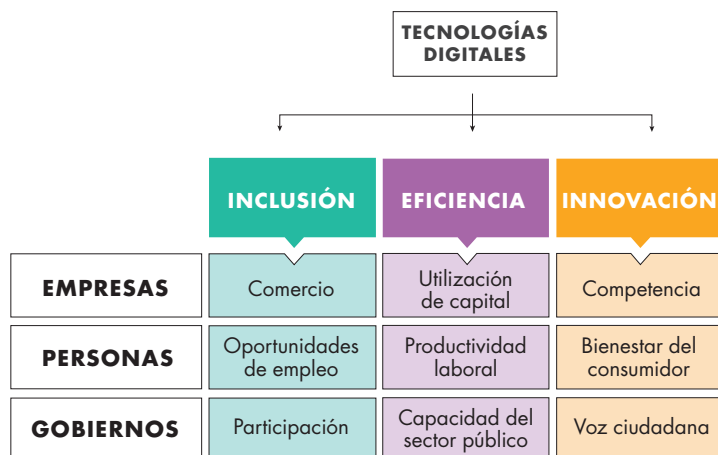 TECNOLOGÍAS
DIGITALES
INCLUSIÓN
EFICIENCIA
INNOVACIÓN
EMPRESAS
Comercio
Utilización
de capital
Competencia
PERSONAS
Oportunidades
de empleo
Productividad
laboral
Bienestar del
consumidor
GOBIERNOS
Participación
Capacidad del
sector público
Voz ciudadana